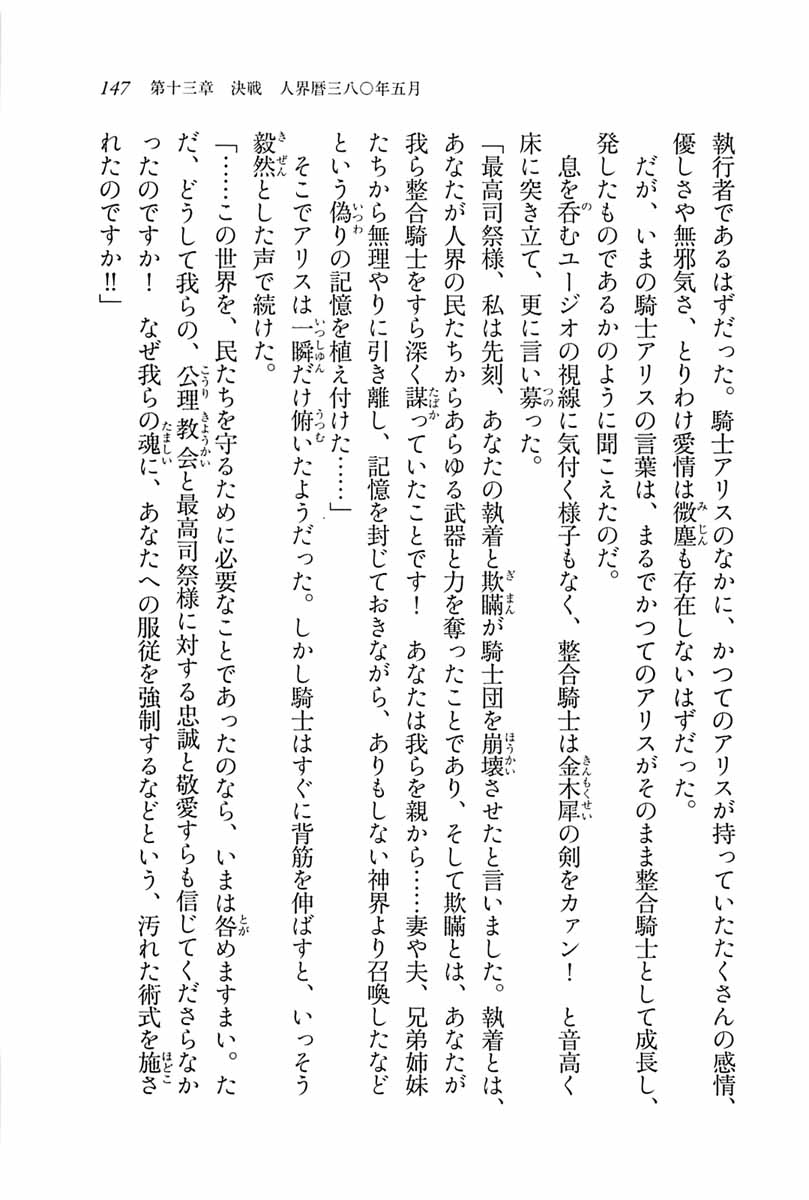 147　第十三章　決戦　人界暦三八〇年五月
執行者であるはずだった。騎士アリスのなかに、かつてのアリスが持っていたたくさんの感情、
優しさや無邪気さ、とりわけ愛情は微塵も存在しないはずだった。
　だが、いまの騎士アリスの言葉は、まるでかつてのアリスがそのまま整合騎士として成長し、
発したものであるかのように聞こえたのだ。
　息を呑むユージオの視線に気付く様子もなく、整合騎士は金木犀の剣をカァン！　と音高く
床に突き立て、更に言い募った。
「最高司祭様、私は先刻、あなたの執着と欺瞞が騎士団を崩壊させたと言いました。執着とは、
あなたが人界の民たちからあらゆる武器と力を奪ったことであり、そして欺瞞とは、あなたが
我ら整合騎士をすら深く謀っていたことです！　あなたは我らを親から……妻や夫、兄弟姉妹
たちから無理やりに引き離し、記憶を封じておきながら、ありもしない神界より召喚したなど
という偽りの記憶を植え付けた……」
　そこでアリスは一瞬だけ俯いたようだった。しかし騎士はすぐに背筋を伸ばすと、いっそう
毅然とした声で続けた。
「……この世界を、民たちを守るために必要なことであったのなら、いまは咎めますまい。た
だ、どうして我らの、公理教会と最高司祭様に対する忠誠と敬愛すらも信じてくださらなか
ったのですか！　なぜ我らの魂に、あなたへの服従を強制するなどという、汚れた術式を施さ
れたのですか!!」